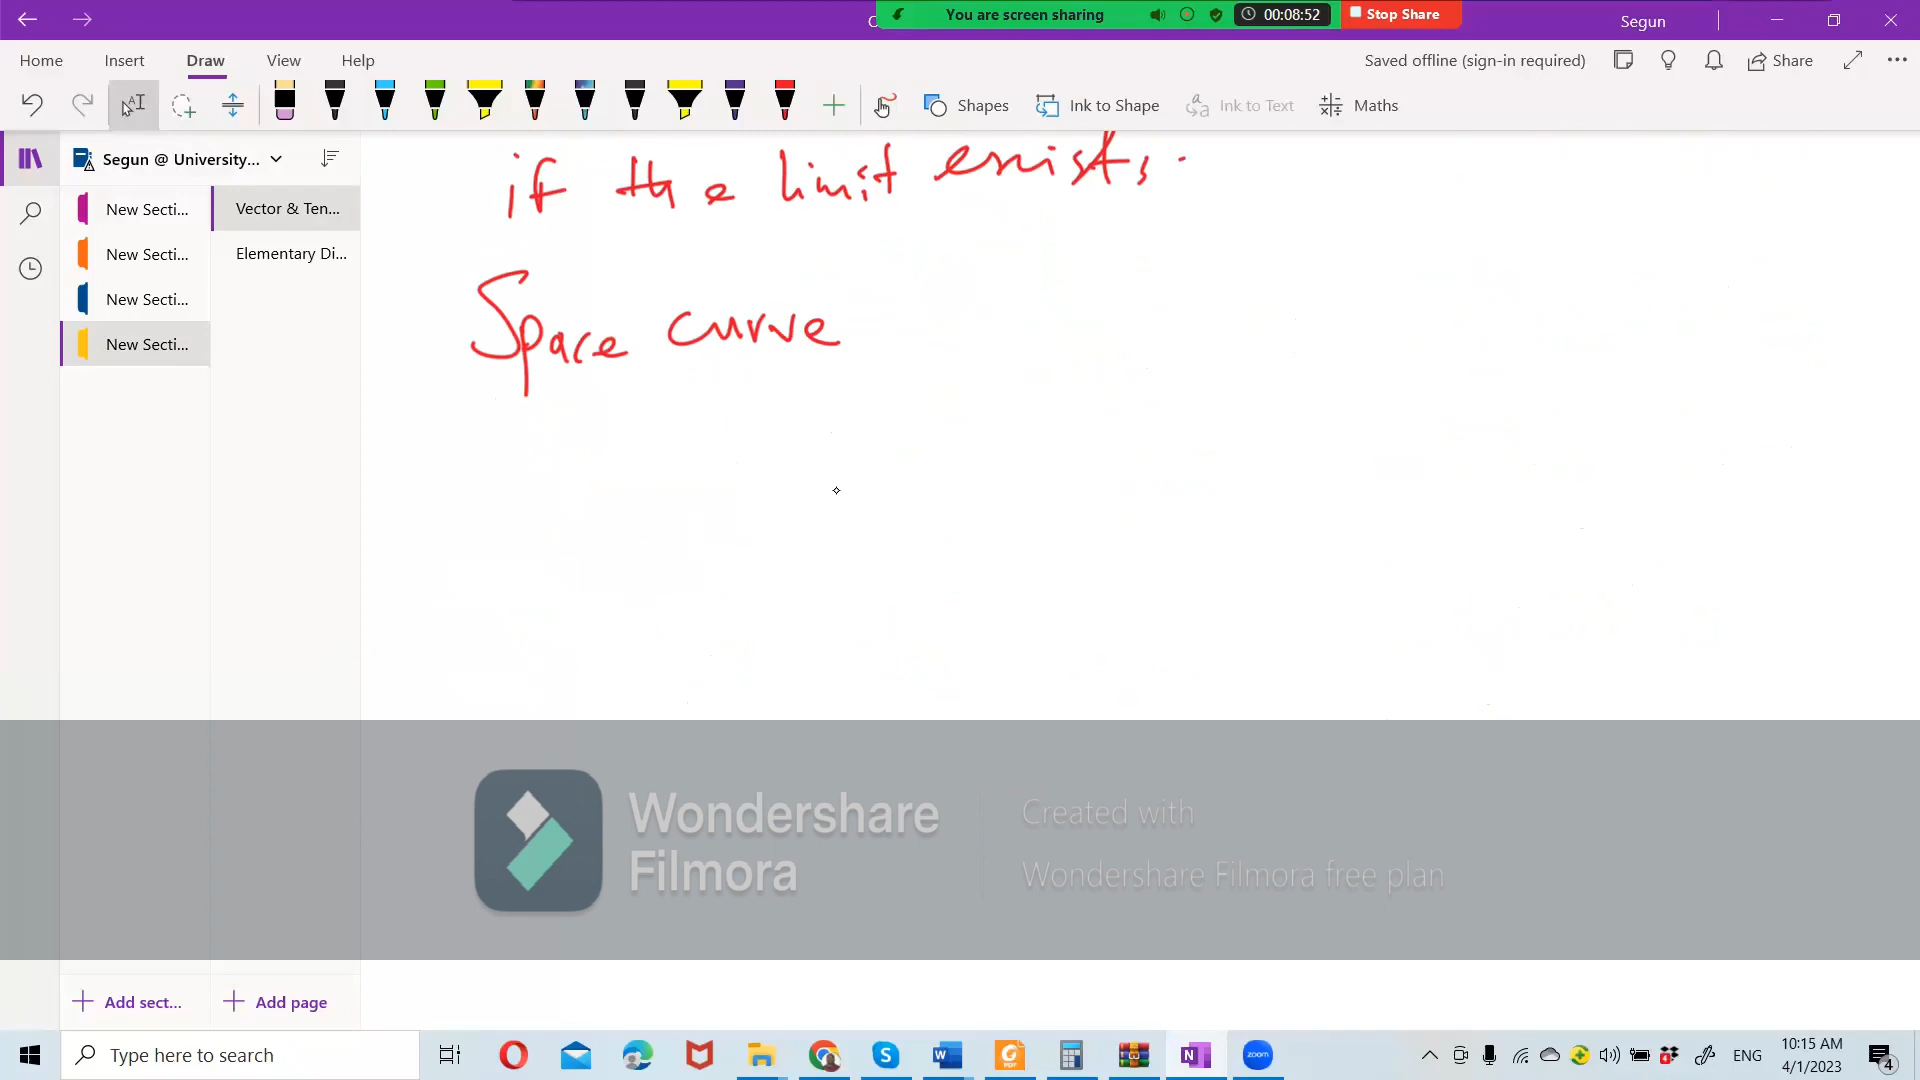 You are screen sharing
00:08:52
Stop Share
Segun
Home Insert Draw View Help
Saved offline (sign-in required)
Share
Shapes
Ink to Shape
Ink to Text
Maths
Segun @ University...
New Secti...
New Secti...
New Secti...
New Secti...
Vector & Ten...
Elementary Di...
if the limit exists.
Space curve
Wondershare
Filmora
Created with
Wondershare Filmora free plan
Add sect...
Add page
Type here to search
ENG
10:15 AM
4/1/2023
4